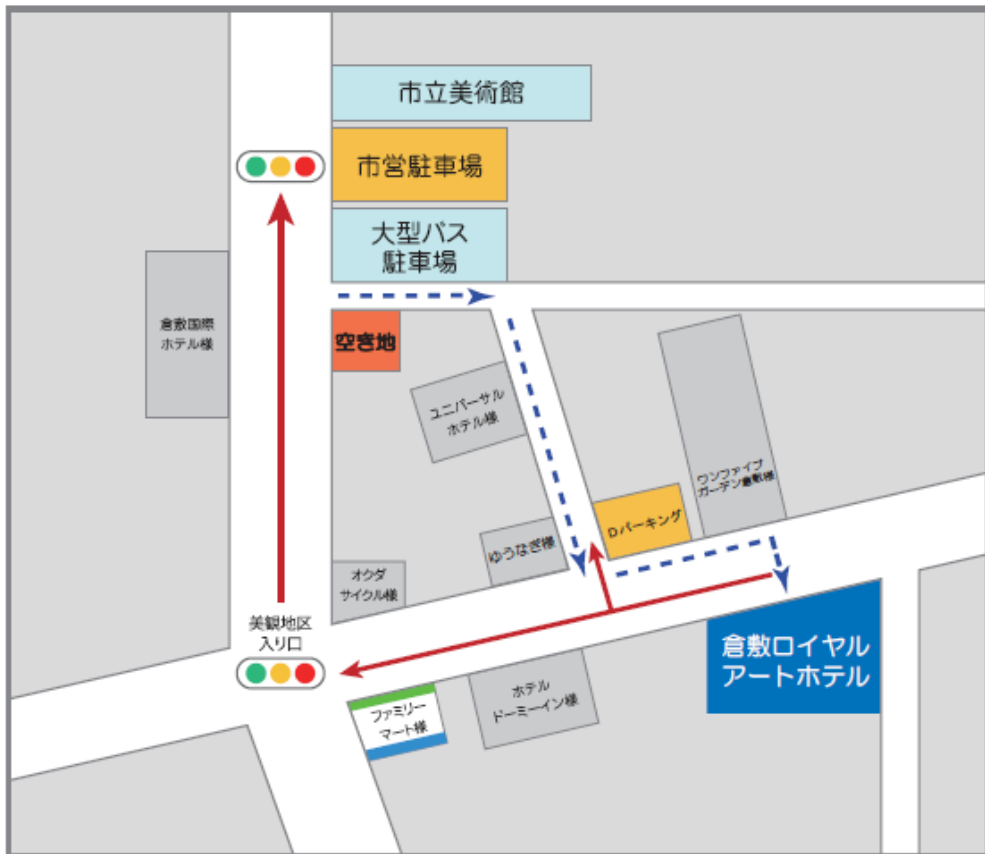 市立美術館
市営駐車場
大型バス
駐車場
倉敷国際
ホテル様
空き地
ユニバーサル
ホテル様
ワンファイブ
ガーデン倉敷様
Dパーキング
ゆうなぎ様
オクダ
サイクル様
美観地区
入り口
倉敷ロイヤル
アートホテル
ホテル
ドーミーイン様
ファミリー
マート様